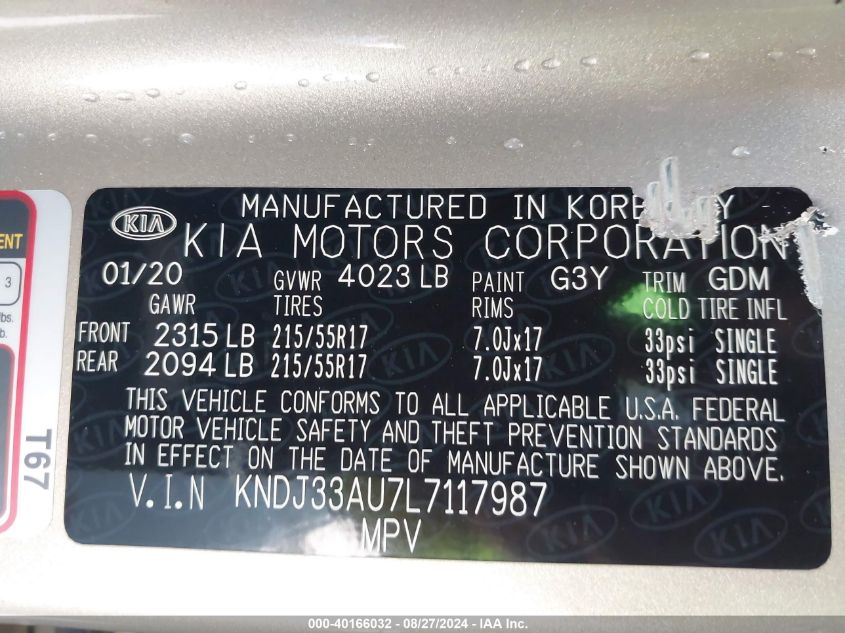 KIA MANUFACTURED IN KORE Y
KIA MOTORS CORPORATION
01/20 GVWR 4023 LB PAINT G3Y TRIM GDM
GAWR TIRES RIMS COLD TIRE INFL
FRONT 2315 LB 215/55R17 7.0Jx17 33psi SINGLE
REAR 2094 LB 215/55R17 7.0Jx17 33psi SINGLE
THIS VEHICLE CONFORMS TO ALL APPLICABLE U.S.A. FEDERAL
MOTOR VEHICLE SAFETY AND THEFT PREVENTION STANDARDS
IN EFFECT ON THE DATE OF MANUFACTURE SHOWN ABOVE.
V.I.N KNDJ33AU7L7117987
MPV
ENT
3
lbs.
b.
T67
000-40166032 - 08/27/2024 - IAA Inc.